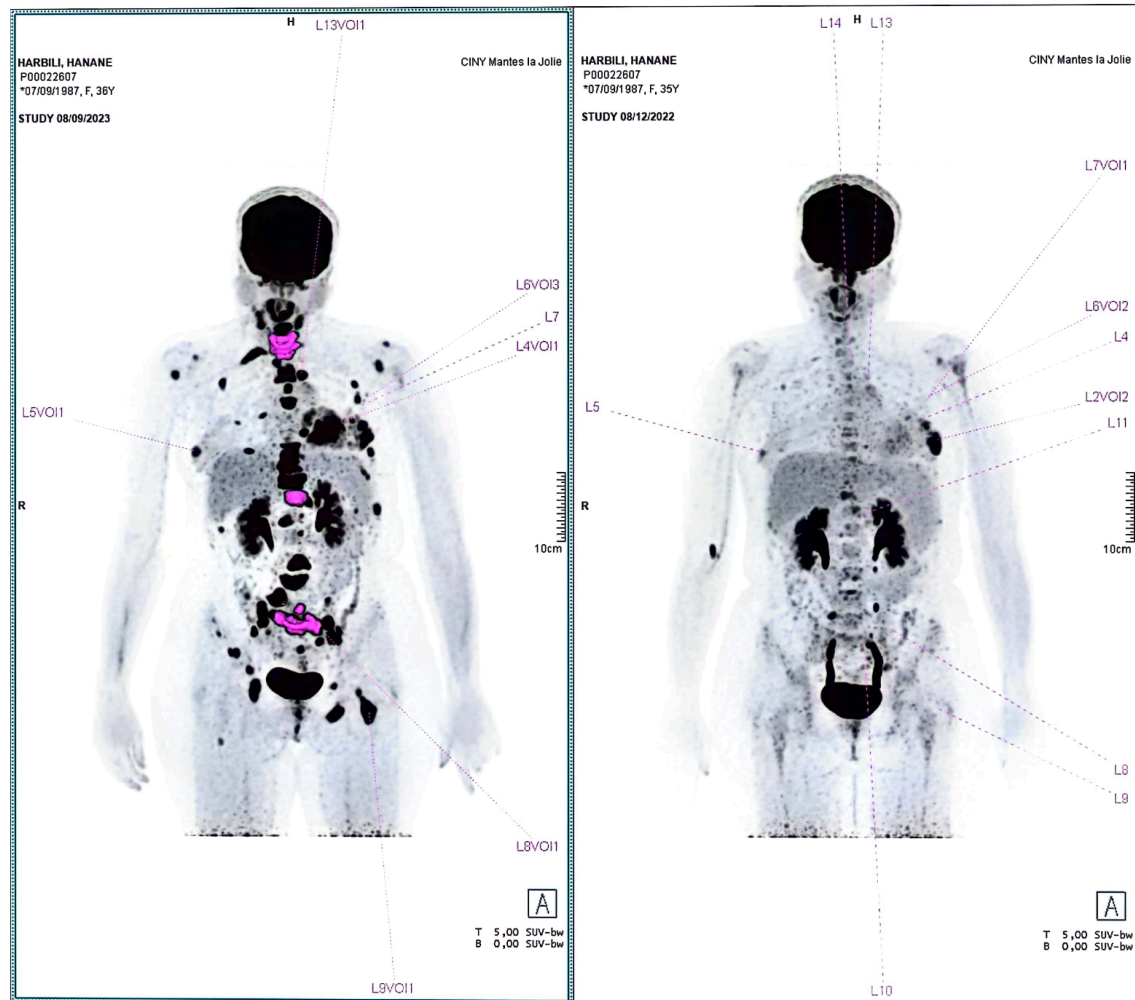 H
L13VOI1
HARBILI, HANANE
P00022607
*07/09/1987, F, 36Y
CINY Mantes la Jolie
STUDY 08/09/2023
L6VOI3
L7
L4VOI1
L5VOI1
R
10cm
L8VOI1
A
T 5,00 SUV-bw
B 0,00 SUV-bw
L9VOI1
L14
H
L13
HARBILI, HANANE
P00022607
*07/09/1987, F, 35Y
CINY Mantes la Jolie
STUDY 08/12/2022
L7VOI1
L6VOI2
L4
L5
L2VOI2
L11
R
10cm
L8
L9
A
T 5,00 SUV-bw
B 0,00 SUV-bw
L10